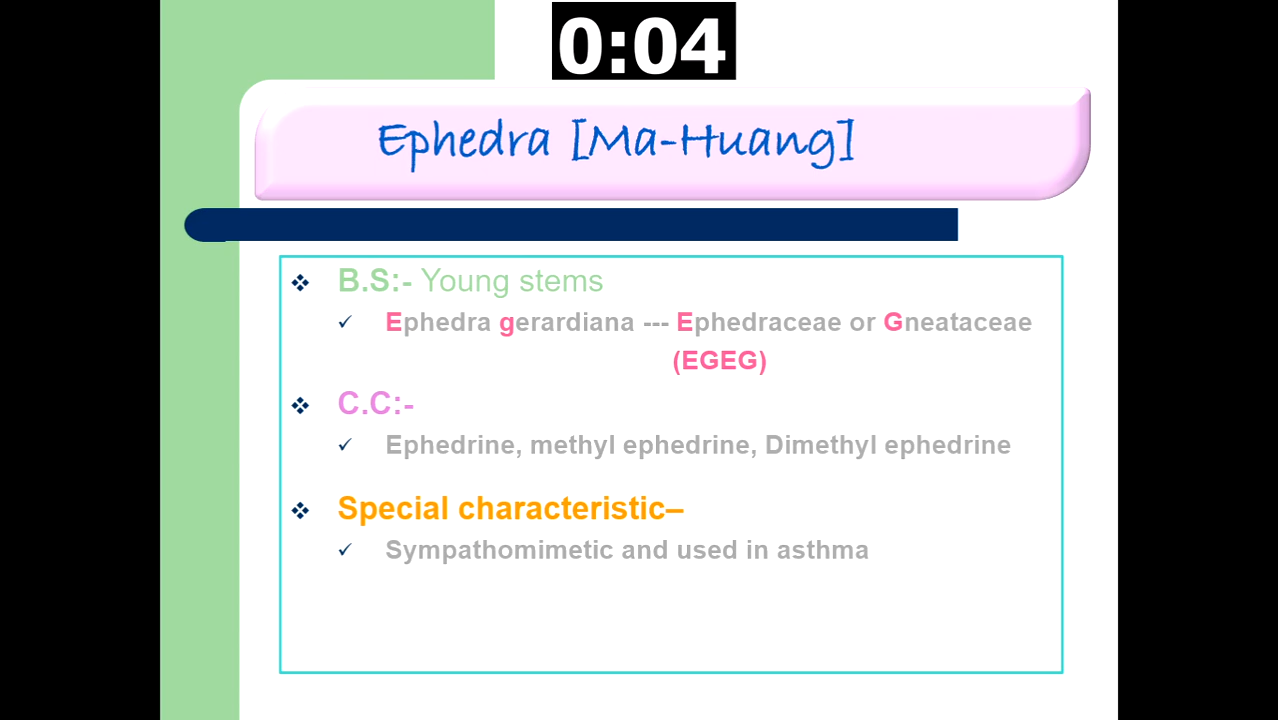 0:04
Ephedra [Ma-Huang]
B.S:- Young stems
Ephedra gerardiana --- Ephedraceae or Gneataceae
(EGEG)
C.C:-
Ephedrine, methyl ephedrine, Dimethyl ephedrine
Special characteristic–
Sympathomimetic and used in asthma